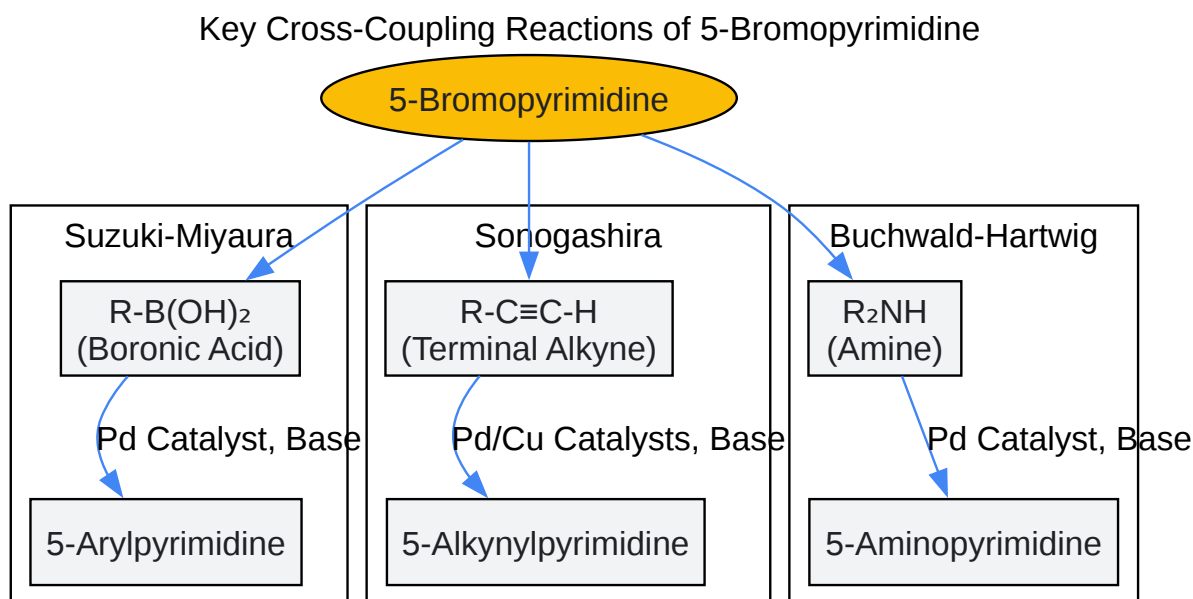 Key Cross-Coupling Reactions of 5-Bromopyrimidine
5-Bromopyrimidine
Suzuki-Miyaura
R-B(OH)₂
(Boronic Acid)
Pd Catalyst, Base
5-Arylpyrimidine
Sonogashira
R-C≡C-H
(Terminal Alkyne)
Pd/Cu Catalysts, Base
5-Alkynylpyrimidine
Buchwald-Hartwig
R₂NH
(Amine)
Pd Catalyst, Base
5-Aminopyrimidine